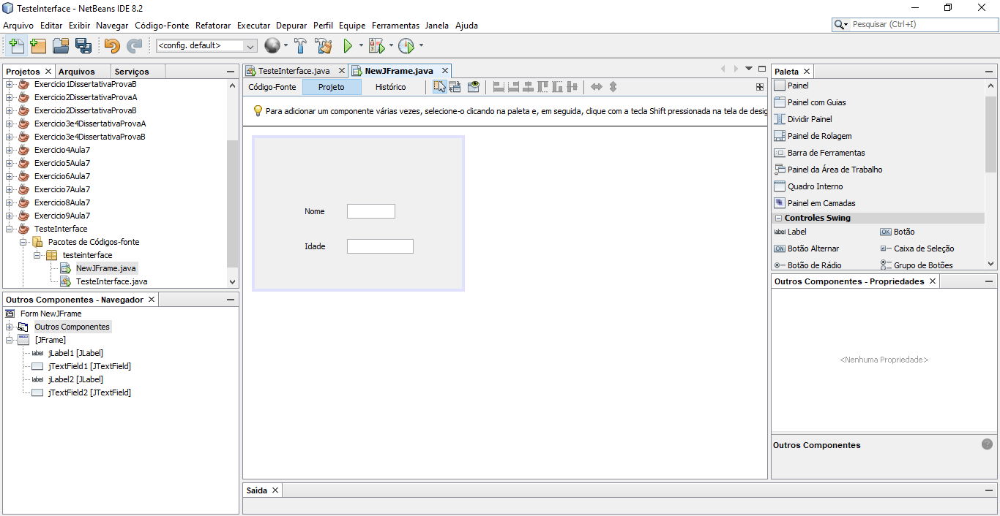 TesteInterface - NetBeans IDE 8.2
Arquivo Editar Exibir Navegar Código-Fonte Refatorar Executar Depurar Perfil Equipe Ferramentas Janela Ajuda
Pesquisar (Ctrl+I)
<config. default>
Projetos Arquivos Serviços
Exercicio1DissertativaProvaB
Exercicio2DissertativaProvaA
Exercicio2DissertativaProvaB
Exercicio3e4DissertativaProvaA
Exercicio3e4DissertativaProvaB
Exercicio4Aula7
Exercicio5Aula7
Exercicio6Aula7
Exercicio7Aula7
Exercicio8Aula7
Exercicio9Aula7
TesteInterface
Pacotes de Códigos-fonte
testeinterface
NewJFrame.java
TesteInterface.java
Outros Componentes - Navegador
Form NewJFrame
Outros Componentes
[JFrame]
label jLabel1 [JLabel]
jTextField1 [JTextField]
label jLabel2 [JLabel]
jTextField2 [JTextField]
TesteInterface.java NewJFrame.java
Código-Fonte Projeto Histórico
Para adicionar um componente várias vezes, selecione-o clicando na paleta e, em seguida, clique com a tecla Shift pressionada na tela de desig
Nome
Idade
Saída
Paleta
Painel
Painel com Guias
Dividir Painel
Painel de Rolagem
Barra de Ferramentas
Painel da Área de Trabalho
Quadro Interno
Painel em Camadas
Controles Swing
label Label OK Botão
ON Botão Alternar Caixa de Seleção
Botão de Rádio Grupo de Botões
Outros Componentes - Propriedades
<Nenhuma Propriedade>
Outros Componentes
?